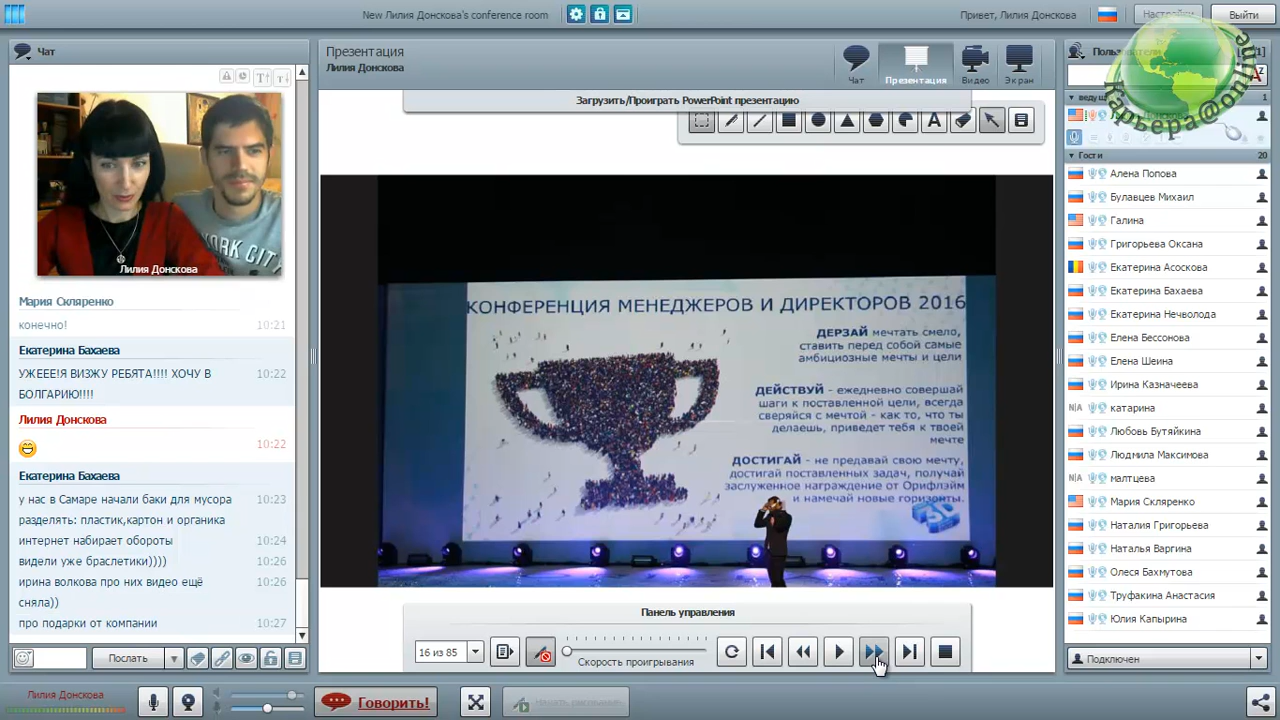 New Лилия Донскова's conference room
Привет, Лилия Донскова
Настройки
Выйти
Чат
Лилия Донскова
Мария Скляренко
конечно!
10:21
Екатерина Бахаева
УЖЕЕЕ!Я ВИЗЖУ РЕБЯТА!!!! ХОЧУ В
10:22
БОЛГАРИЮ!!!!
Лилия Донскова
10:22
Екатерина Бахаева
у нас в Самаре начали баки для мусора
10:23
разделять: пластик,картон и органика
интернет набирает обороты
10:24
видели уже браслетики))))
10:26
ирина волкова про них видео ещё
10:26
сняла))
про подарки от компании
10:27
Послать
Презентация
Лилия Донскова
Чат
Презентация
Видео
Экран
Загрузить/Проиграть PowerPoint презентацию
КОНФЕРЕНЦИЯ МЕНЕДЖЕРОВ И ДИРЕКТОРОВ 2016
ДЕРЗАЙ мечтать смело,
ставить перед собой самые
амбициозные мечты и цели
ДЕЙСТВУЙ - ежедневно совершай
шаги к поставленной цели, всегда
сверяйся с мечтой - как то, что ты
делаешь, приведет тебя к твоей
мечте
ДОСТИГАЙ - не предавай свою мечту,
достигай поставленных задач, получай
заслуженное награждение от Орифлэйм
и намечай новые горизонты.
YORK CITY
Панель управления
16 из 85
Скорость проигрывания
карьера@online
ведущ
1
Гости
20
Алена Попова
Булавцев Михаил
Галина
Григорьева Оксана
Екатерина Асоскова
Екатерина Бахаева
Екатерина Нечволода
Елена Бессонова
Елена Шеина
Ирина Казначеева
N/A
катарина
Любовь Бутяйкина
Людмила Максимова
N/A
малтцева
Мария Скляренко
Наталия Григорьева
Наталья Варгина
Олеся Бахмутова
Труфакина Анастасия
Юлия Капырина
Подключен
Лилия Донскова
Говорить!